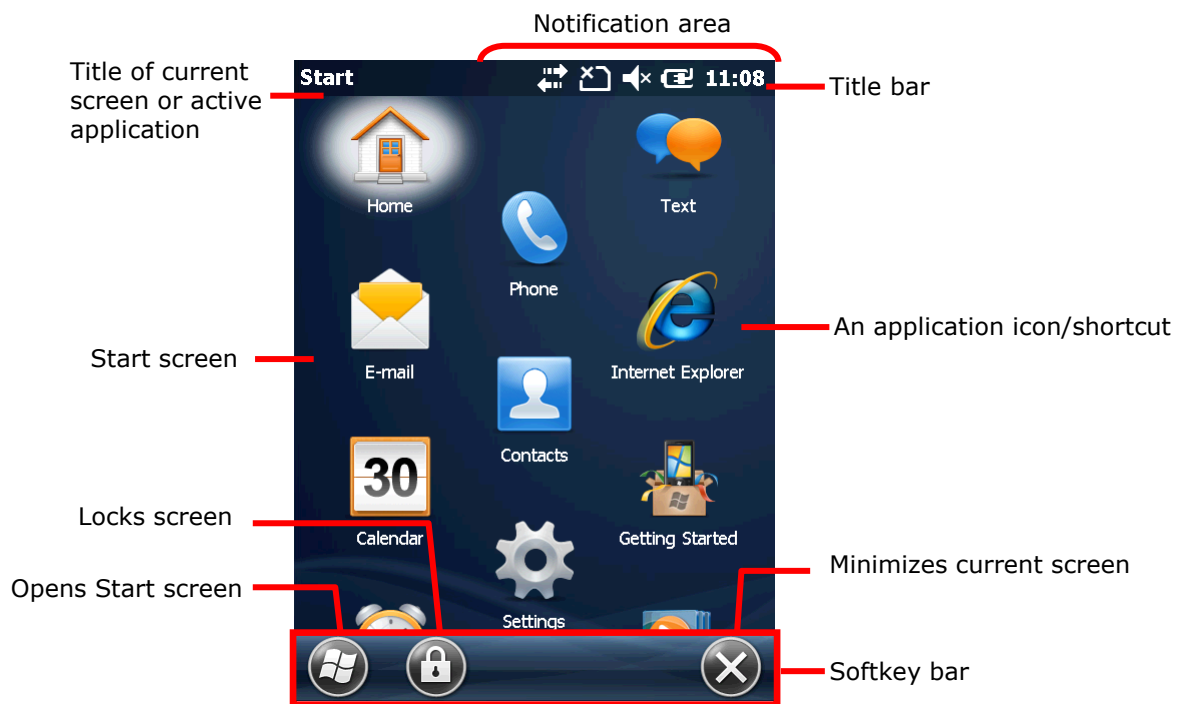 Notification area
Title of current
screen or active
application
Start
11:08
Title bar
Home
Text
Phone
An application icon/shortcut
Start screen
E-mail
Internet Explorer
Contacts
30
Calendar
Getting Started
Locks screen
Opens Start screen
Settings
Minimizes current screen
Softkey bar